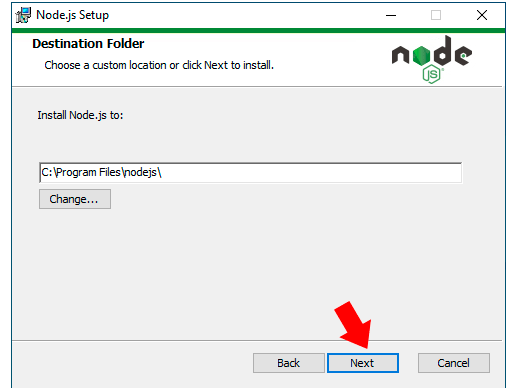 Node.js Setup
Destination Folder
Choose a custom location or click Next to install.
node
JS
Install Node.js to:
C:\Program Files\nodejs\
Change...
Back
Next
Cancel